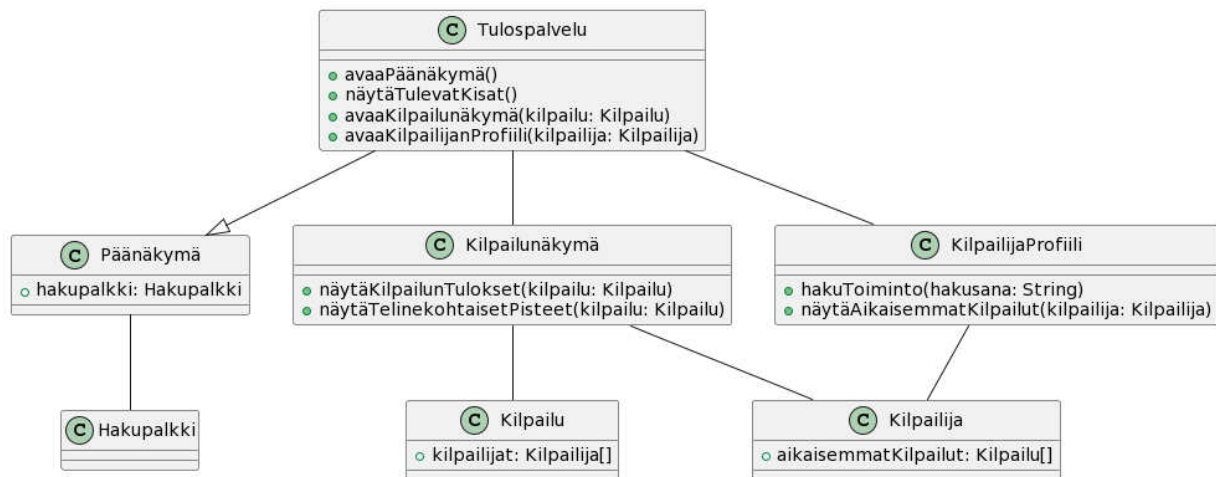 C Tulospalvelu
avaaPäänäkymä()
näytäTulevatKisat()
avaaKilpailunäkymä(kilpailu: Kilpailu)
avaaKilpailijanProfiili(kilpailija: Kilpailija)
C Päänäkymä
hakupalkki: Hakupalkki
C Kilpailunäkymä
näytäKilpailunTulokset(kilpailu: Kilpailu)
näytäTelinekohtaisetPisteet(kilpailu: Kilpailu)
C KilpailijaProfiili
hakuToiminto(hakusana: String)
näytäAikaisemmatKilpailut(kilpailija: Kilpailija)
C Hakupalkki
C Kilpailu
kilpailijat: Kilpailija[]
C Kilpailija
aikaisemmatKilpailut: Kilpailu[]